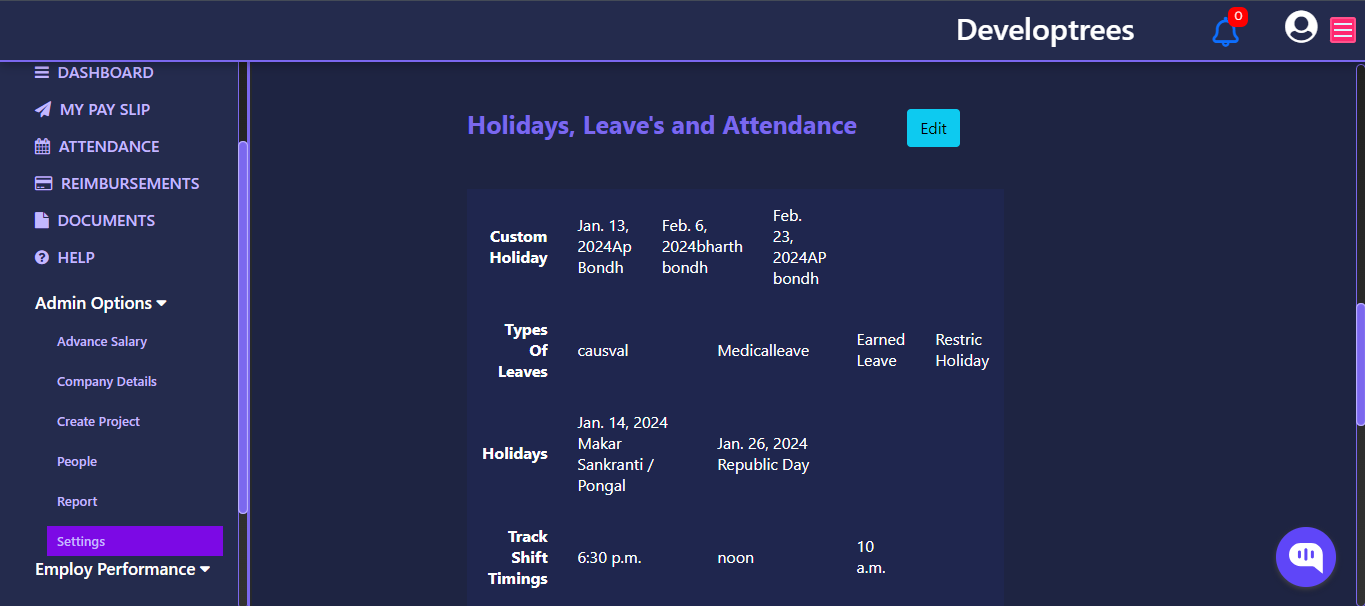 Developtrees
0
DASHBOARD
MY PAY SLIP
ATTENDANCE
REIMBURSEMENTS
DOCUMENTS
HELP
Admin Options
Advance Salary
Company Details
Create Project
People
Report
Settings
Employ Performance
Holidays, Leave's and Attendance
Edit
Custom
Holiday
Jan. 13,
2024Ap
Bondh
Feb. 6,
2024bharth
bondh
Feb.
23,
2024AP
bondh
Types
Of
Leaves
causval
Medicalleave
Earned
Leave
Restric
Holiday
Holidays
Jan. 14, 2024
Makar
Sankranti /
Pongal
Jan. 26, 2024
Republic Day
Track
Shift
Timings
6:30 p.m.
noon
10
a.m.